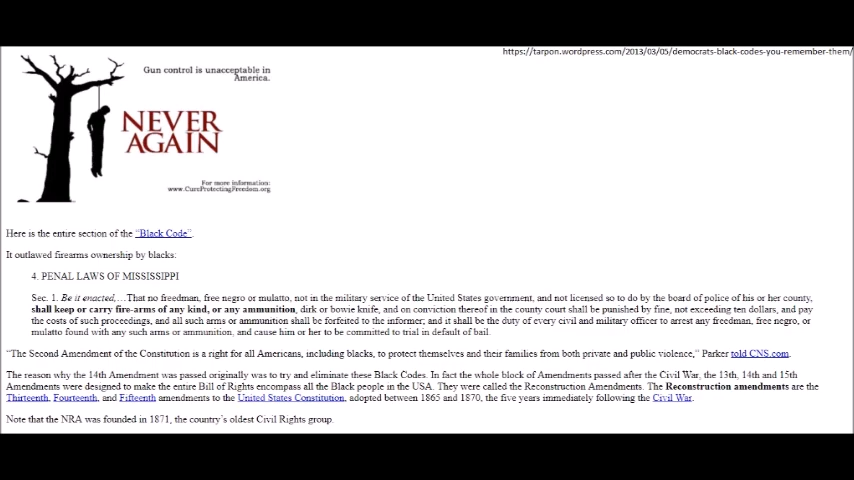 https://tarpon.wordpress.com/2013/03/05/democrats-black-codes-you-remember-them/
Gun control is unacceptable in
America.
NEVER
AGAIN
For more information:
www.CursProtectingFreedom.org
Here is the entire section of the "Black Code".
It outlawed firearms ownership by blacks:
4. PENAL LAWS OF MISSISSIPPI
Sec. 1. Be it enacted,…That no freedman, free negro or mulatto, not in the military service of the United States government, and not licensed so to do by the board of police of his or her county,
shall keep or carry fire-arms of any kind, or any ammunition, dirk or bowie knife, and on conviction thereof in the county court shall be punished by fine, not exceeding ten dollars, and pay
the costs of such proceedings, and all such arms or ammunition shall be forfeited to the informer; and it shall be the duty of every civil and military officer to arrest any freedman, free negro, or
mulatto found with any such arms or ammunition, and cause him or her to be committed to trial in default of bail.
"The Second Amendment of the Constitution is a right for all Americans, including blacks, to protect themselves and their families from both private and public violence," Parker told CNS.com.
The reason why the 14th Amendment was passed originally was to try and eliminate these Black Codes. In fact the whole block of Amendments passed after the Civil War, the 13th, 14th and 15th
Amendments were designed to make the entire Bill of Rights encompass all the Black people in the USA. They were called the Reconstruction Amendments. The Reconstruction amendments are the
Thirteenth, Fourteenth, and Fifteenth amendments to the United States Constitution, adopted between 1865 and 1870, the five years immediately following the Civil War.
Note that the NRA was founded in 1871, the country's oldest Civil Rights group.